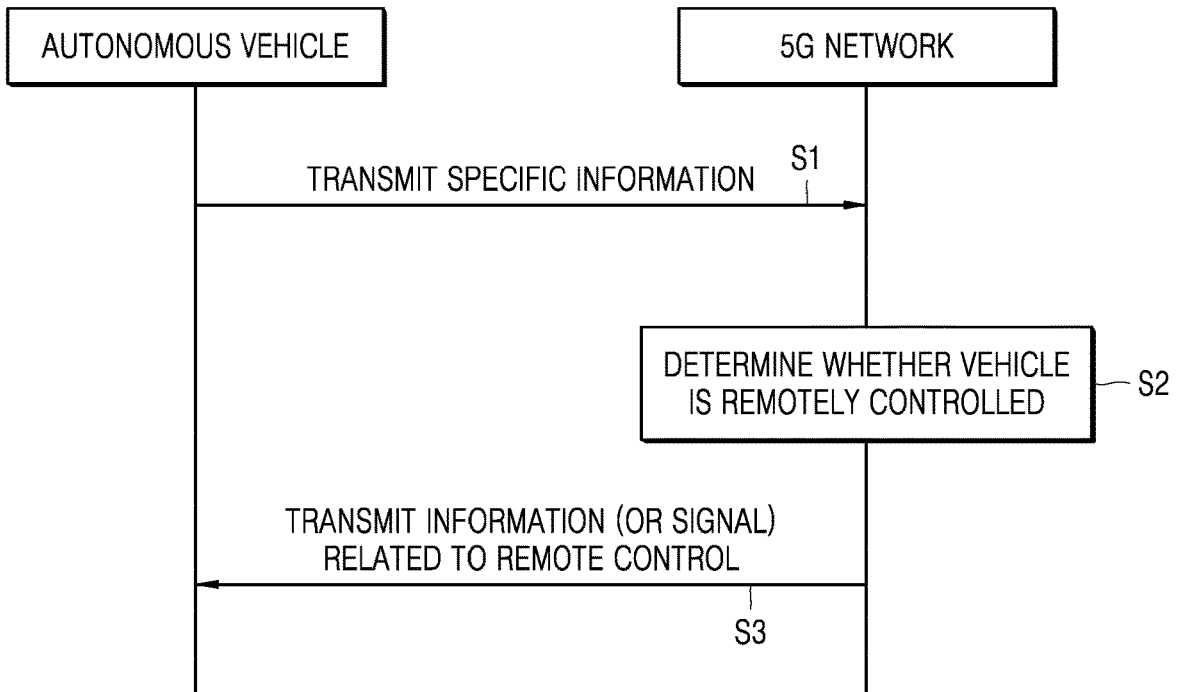 AUTONOMOUS VEHICLE
5G NETWORK
S1
TRANSMIT SPECIFIC INFORMATION
DETERMINE WHETHER VEHICLE
IS REMOTELY CONTROLLED
S2
TRANSMIT INFORMATION (OR SIGNAL)
RELATED TO REMOTE CONTROL
S3